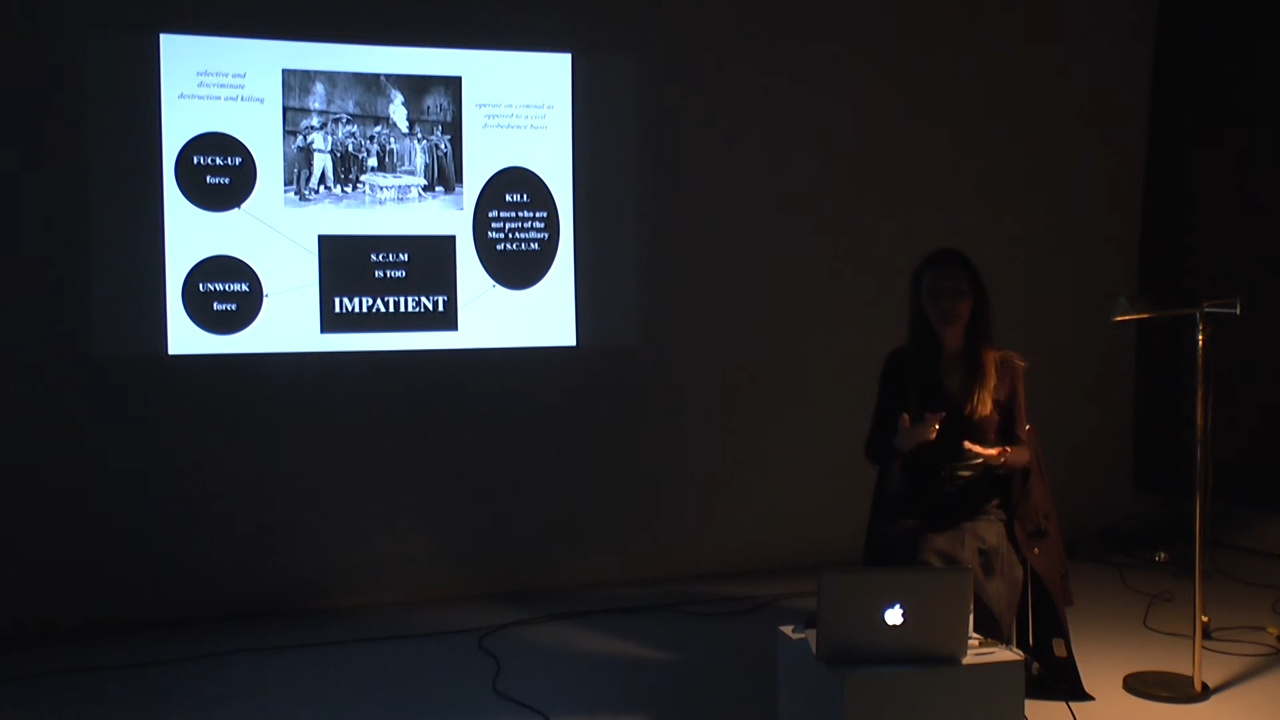 selective and
discriminate
destruction and killing
operate on criminal as
opposed to a civil
disobedience basis
FUCK-UP
force
KILL
all men who are
not part of the
Men's Auxiliary
of S.C.U.M.
UNWORK
force
S.C.U.M
IS TOO
IMPATIENT